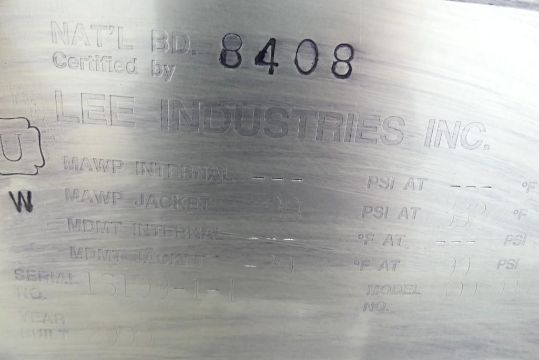 NAT'L BD. 8408
Certified by
LEE INDUSTRIES INC.
U
MAWP INTERNAL --- PSI AT --- °F
W
MAWP JACKET PSI AT °F
MDMT INTERNAL --- °F AT --- PSI
MDMT JACKET °F AT PSI
SERIAL
NO.
MODEL
NO.
YEAR
BUILT